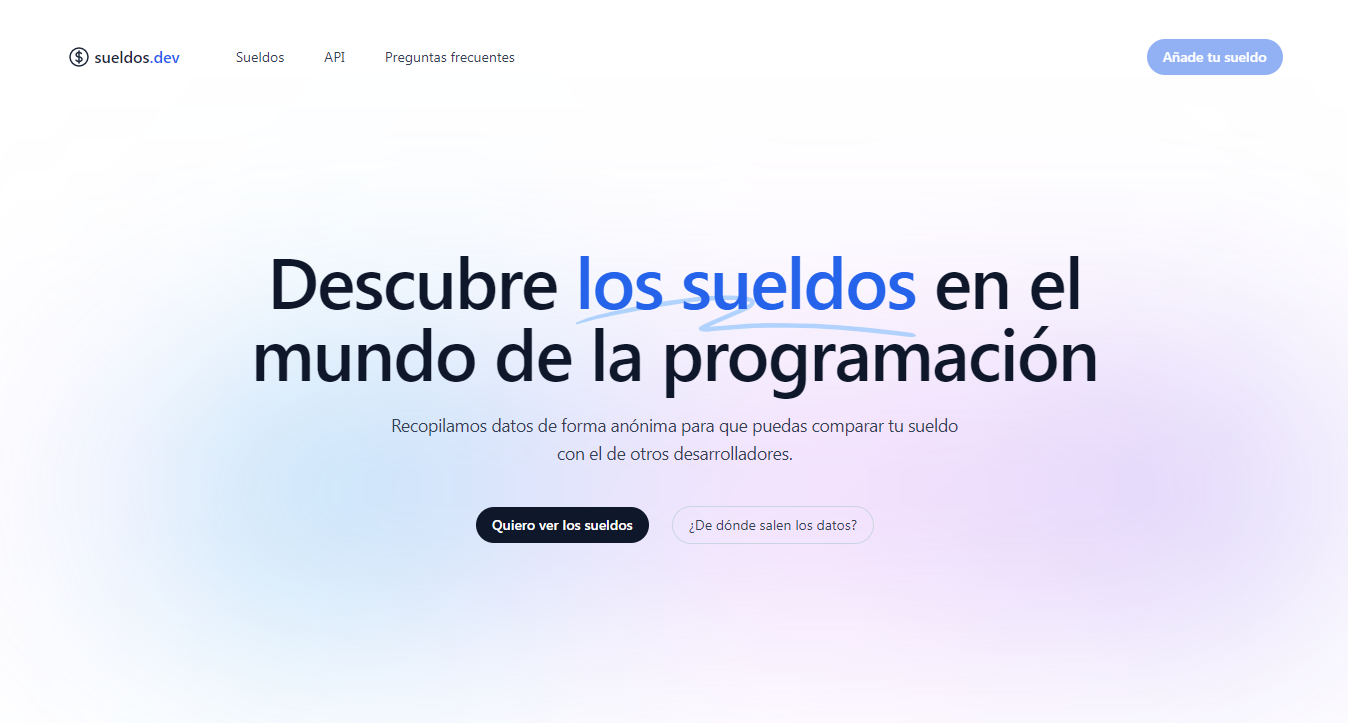 sueldos.dev
Sueldos
API
Preguntas frecuentes
Añade tu sueldo
Descubre los sueldos en el
mundo de la programación
Recopilamos datos de forma anónima para que puedas comparar tu sueldo
con el de otros desarrolladores.
Quiero ver los sueldos
¿De dónde salen los datos?